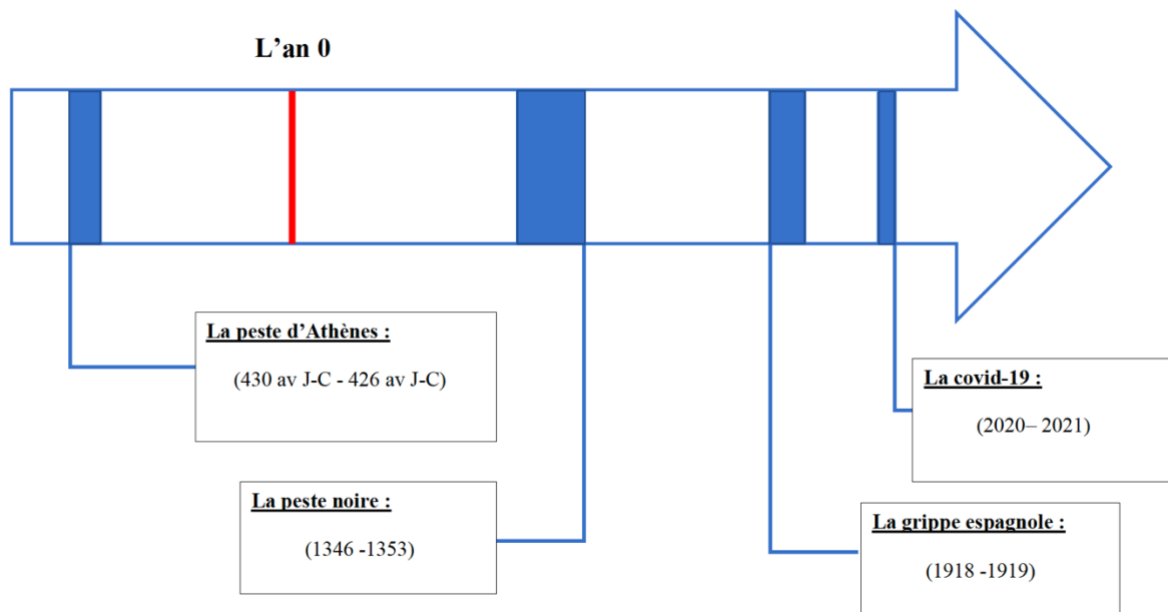 L'an 0
La peste d'Athènes :
(430 av J-C - 426 av J-C)
La peste noire :
(1346 -1353)
La covid-19 :
(2020– 2021)
La grippe espagnole :
(1918 -1919)